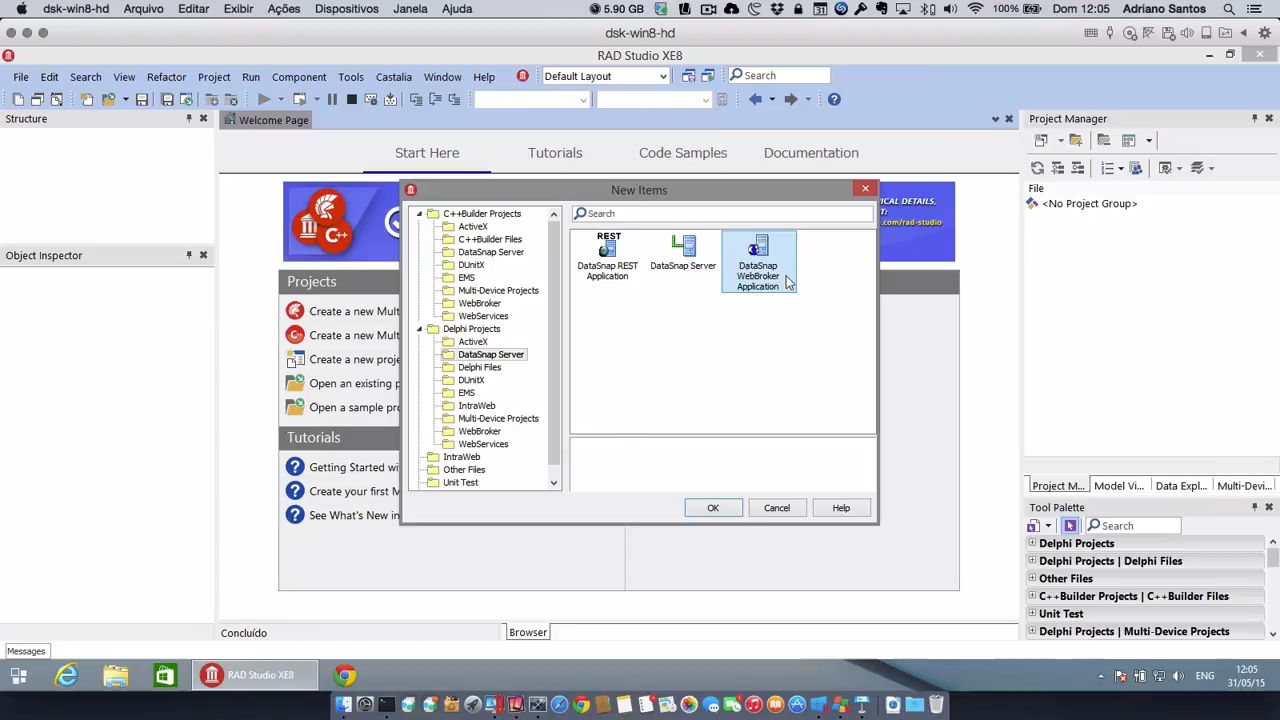 dsk-win8-hd Arquivo Editar Exibir Ações Dispositivos Janela Ajuda 5.90 GB 100% Dom 12:05 Adriano Santos
dsk-win8-hd
RAD Studio XE8
File Edit Search View Refactor Project Run Component Tools Castalia Window Help Default Layout Search
Structure
Welcome Page
Project Manager
Start Here Tutorials Code Samples Documentation
File
<No Project Group>
Object Inspector
C++
ICAL DETAILS,
T:
.com/rad-studio
New Items
C++Builder Projects
ActiveX
C++Builder Files
DataSnap Server
DUnitX
EMS
Multi-Device Projects
WebBroker
WebServices
Delphi Projects
ActiveX
DataSnap Server
Delphi Files
DUnitX
EMS
IntraWeb
Multi-Device Projects
WebBroker
WebServices
IntraWeb
Other Files
Unit Test
Search
REST
DataSnap REST
Application
DataSnap Server
DataSnap
WebBroker
Application
OK Cancel Help
Projects
Create a new Mult
Create a new Mult
Create a new proje
Open an existing p
Open a sample pro
Tutorials
Getting Started wi
Create your first M
See What's New in
Project M... Model Vi... Data Expl... Multi-Devi...
Tool Palette
Search
Delphi Projects
Delphi Projects | Delphi Files
Other Files
C++Builder Projects | C++Builder Files
Unit Test
Delphi Projects | Multi-Device Projects
Concluído
Browser
Messages
RAD Studio XE8
ENG
12:05
31/05/15